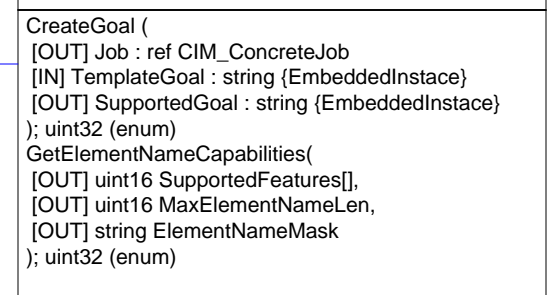 CreateGoal (
[OUT] Job : ref CIM_ConcreteJob
[IN] TemplateGoal : string {EmbeddedInstace}
[OUT] SupportedGoal : string {EmbeddedInstace}
); uint32 (enum)
GetElementNameCapabilities(
[OUT] uint16 SupportedFeatures[],
[OUT] uint16 MaxElementNameLen,
[OUT] string ElementNameMask
); uint32 (enum)